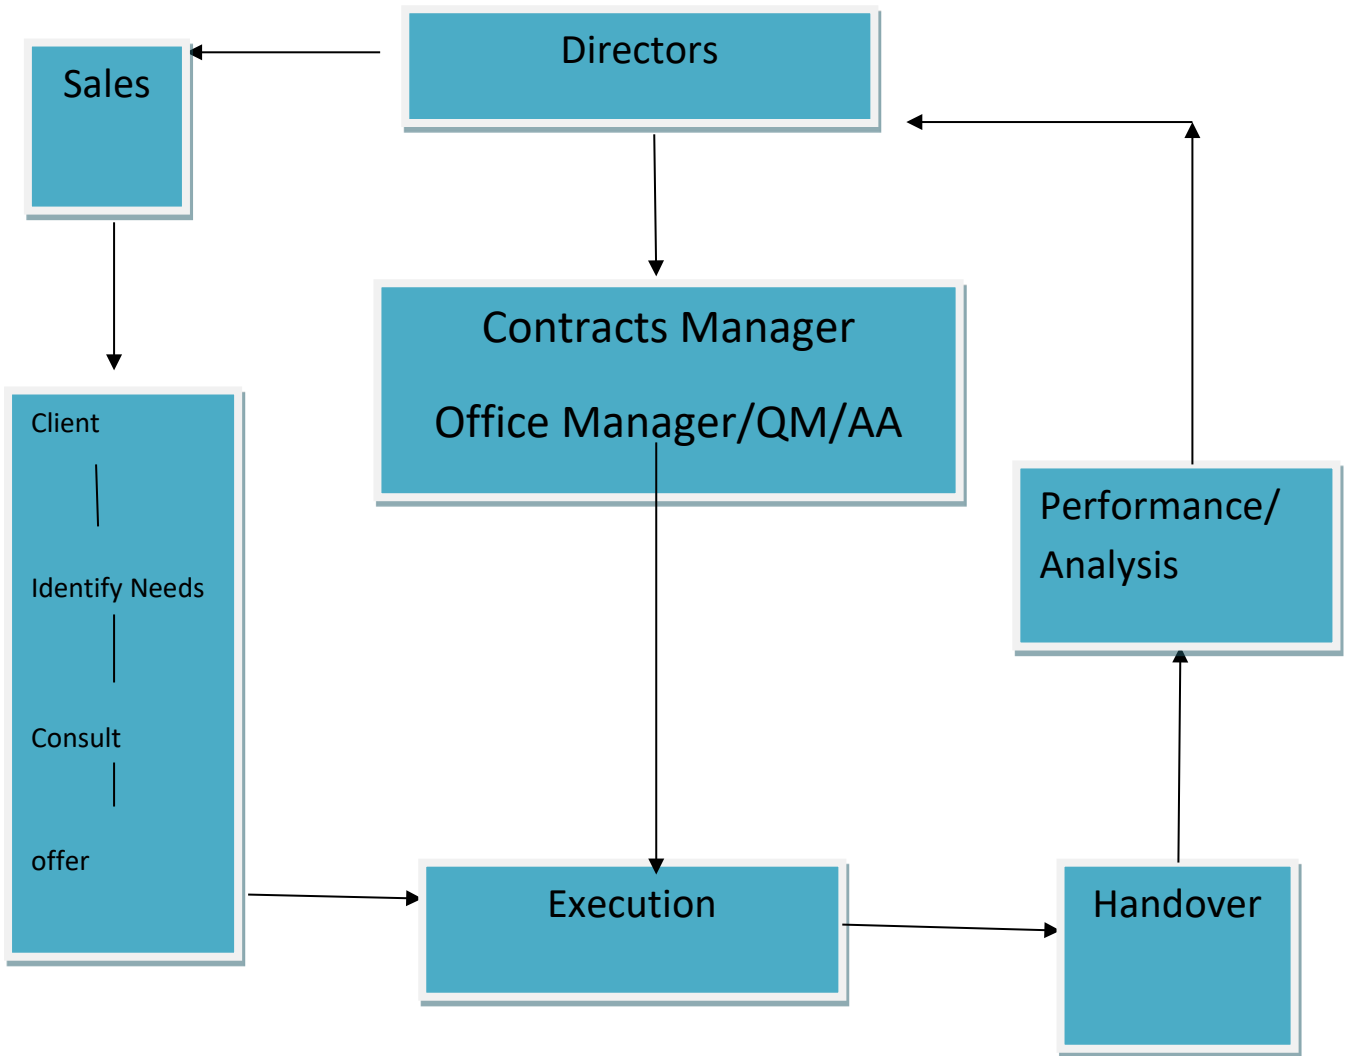 Directors
Sales
Contracts Manager
Office Manager/QM/AA
Client
Identify Needs
Consult
offer
Performance/
Analysis
Execution
Handover